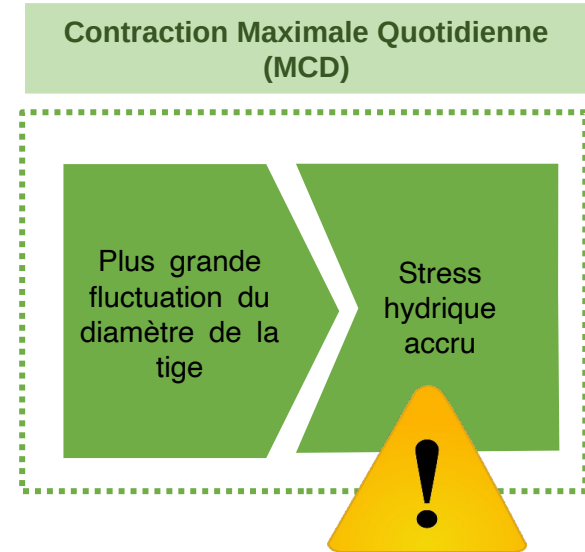 Contraction Maximale Quotidienne
(MCD)
Plus grande
fluctuation du
diamètre de la
tige
Stress
hydrique
accru
!